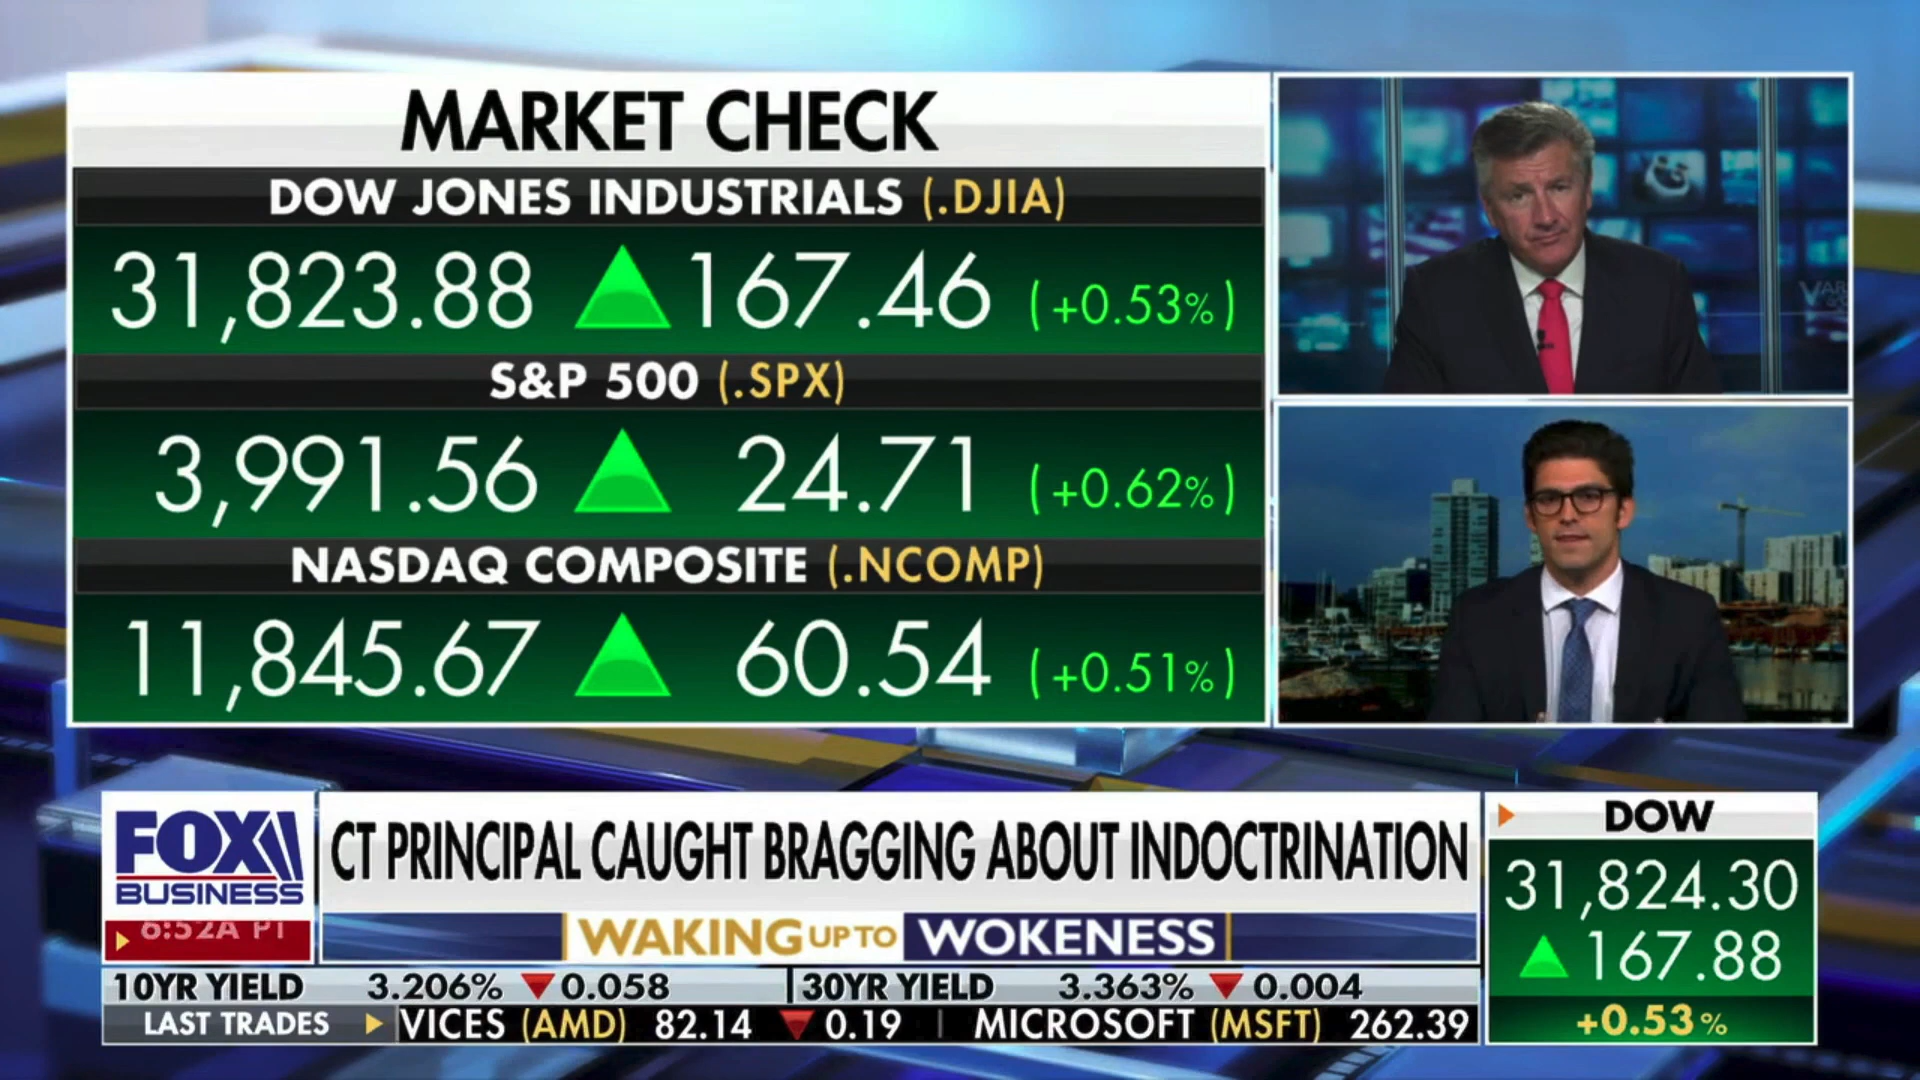 MARKET CHECK
DOW JONES INDUSTRIALS (.DJIA)
31,823.88 ▲ 167.46 (+0.53%)
S&P 500 (.SPX)
3,991.56 ▲ 24.71 (+0.62%)
NASDAQ COMPOSITE (.NCOMP)
11,845.67 ▲ 60.54 (+0.51%)
FOX
BUSINESS
6:52A PT
CT PRINCIPAL CAUGHT BRAGGING ABOUT INDOCTRINATION
WAKING UP TO WOKENESS
DOW
31,824.30
▲ 167.88
+0.53%
10YR YIELD 3.206% ▼ 0.058 | 30YR YIELD 3.363% ▼ 0.004
LAST TRADES VICES (AMD) 82.14 ▼ 0.19 | MICROSOFT (MSFT) 262.39